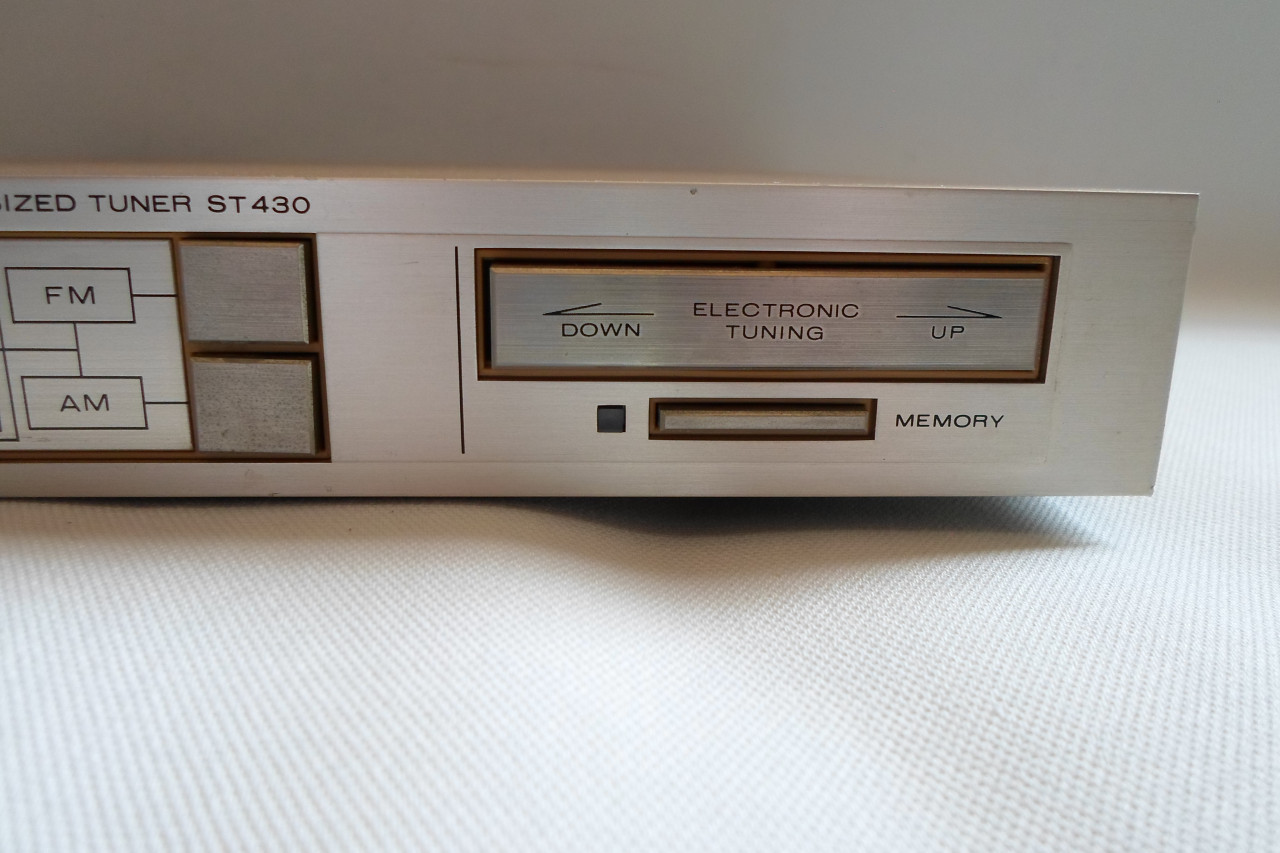 SIZED TUNER ST430
FM
AM
DOWN
ELECTRONIC
TUNING
UP
MEMORY